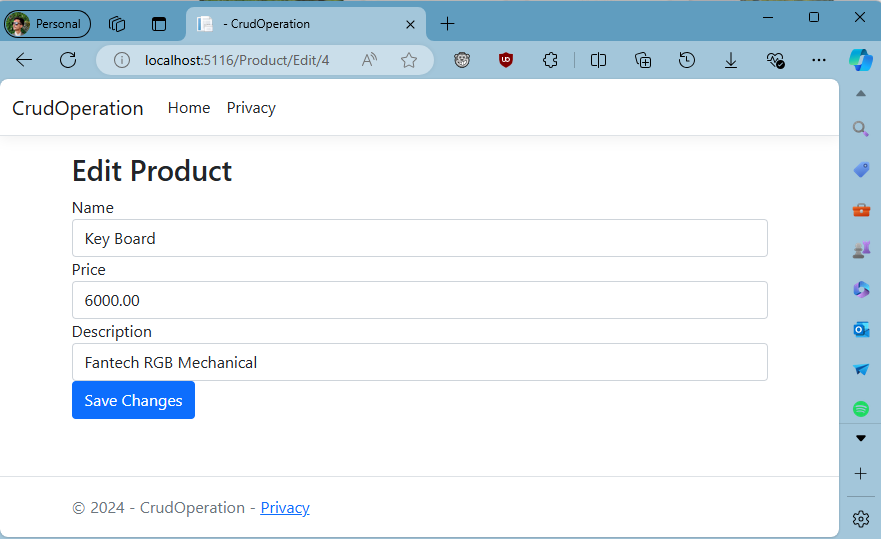 Personal
- CrudOperation
localhost:5116/Product/Edit/4
CrudOperation Home Privacy
Edit Product
Name
Key Board
Price
6000.00
Description
Fantech RGB Mechanical
Save Changes
© 2024 - CrudOperation - Privacy